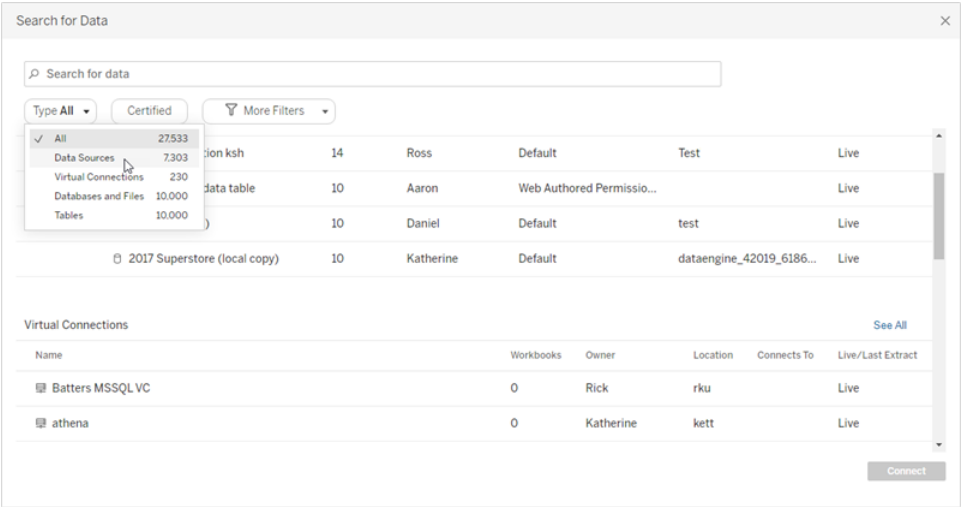 Search for Data
Search for data
Type All Certified More Filters
All 27,533
Data Sources 7,303
Virtual Connections 230
Databases and Files 10,000
Tables 10,000
ksh 14 Ross Default Test Live
data table 10 Aaron Web Authored Permissio... Live
) 10 Daniel Default test Live
2017 Superstore (local copy) 10 Katherine Default dataengine_42019_6186... Live
Virtual Connections See All
Name Workbooks Owner Location Connects To Live/Last Extract
Batters MSSQL VC 0 Rick rku Live
athena 0 Katherine kett Live
Connect